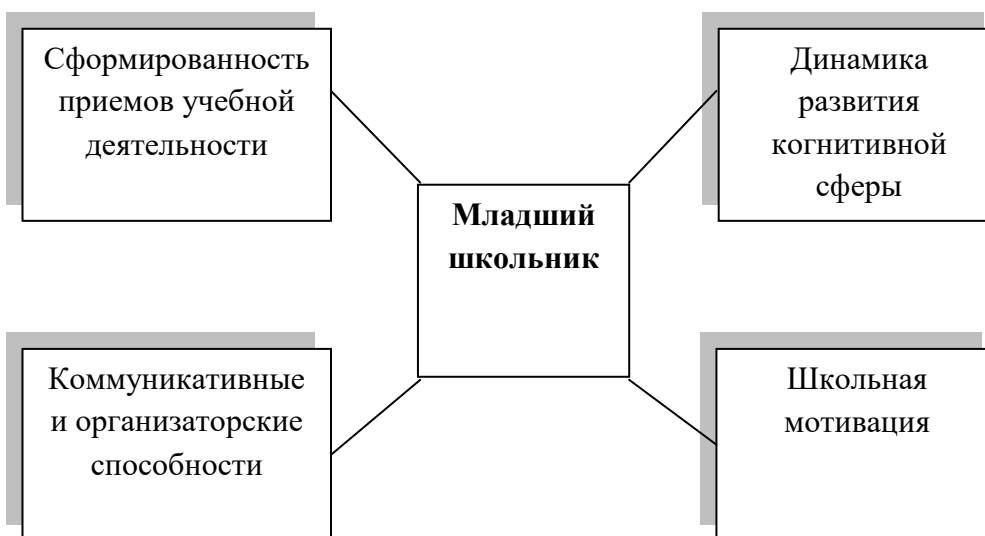 Сформированность
приемов учебной
деятельности
Динамика
развития
когнитивной
сферы
Младший
школьник
Коммуникативные
и организаторские
способности
Школьная
мотивация